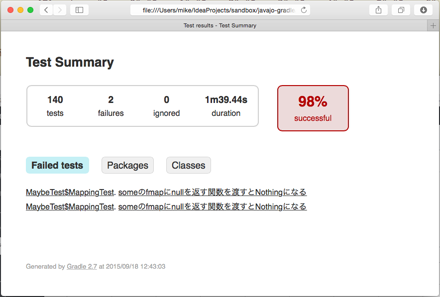 file:///Users/mike/IdeaProjects/sandbox/javajo-gradle
Test results - Test Summary
Test Summary
140 2 0 1m39.44s
tests failures ignored duration
98%
successful
Failed tests Packages Classes
MaybeTest$MappingTest. someのfmapにnullを返す関数を渡すとNothingになる
MaybeTest$MappingTest. someのfmapにnullを返す関数を渡すとNothingになる
Generated by Gradle 2.7 at 2015/09/18 12:43:03